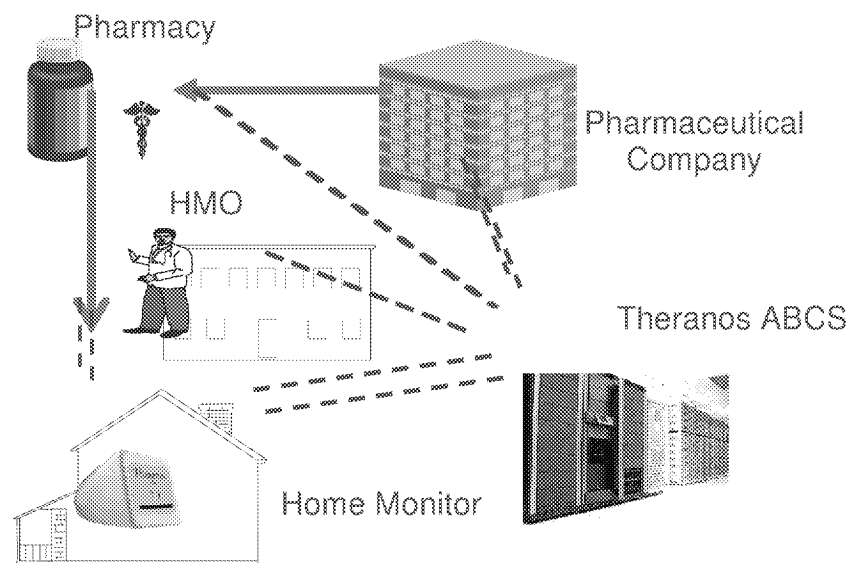 Pharmacy
Pharmaceutical
Company
HMO
Theranos ABCS
Home Monitor